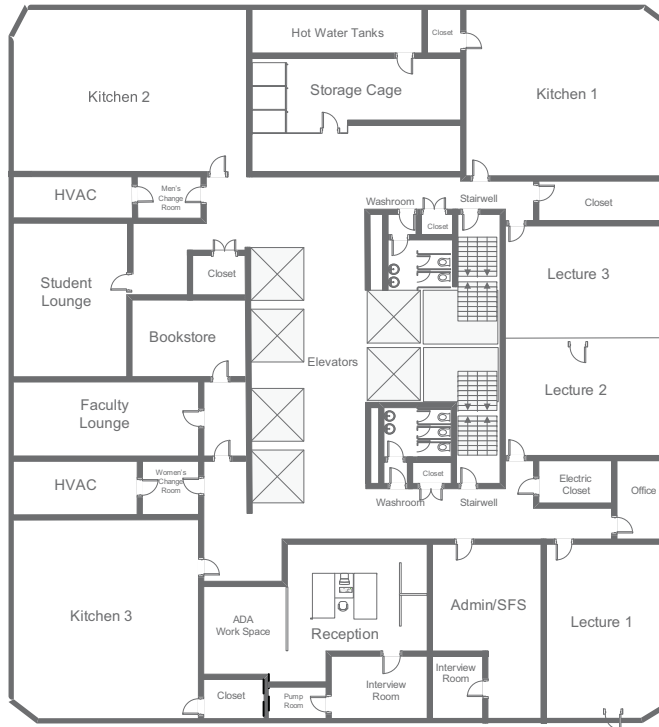 Hot Water Tanks
Closet
Kitchen 2
Storage Cage
Kitchen 1
HVAC
Men's
Change
Room
Washroom
Closet
Stairwell
Closet
Student
Lounge
Closet
Lecture 3
Bookstore
Elevators
Lecture 2
Faculty
Lounge
HVAC
Women's
Change
Room
Washroom
Closet
Stairwell
Electric
Closet
Office
Kitchen 3
ADA
Work Space
Reception
Admin/SFS
Lecture 1
Closet
Pump
Room
Interview
Room
Interview
Room